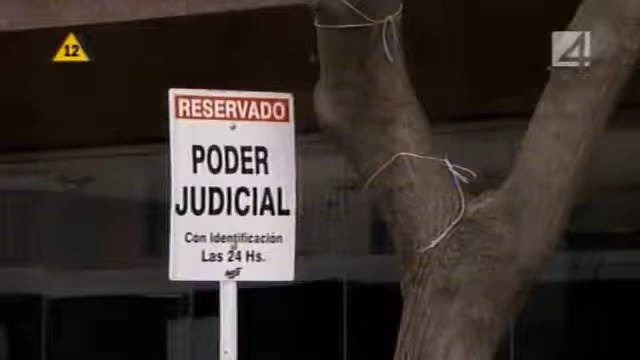 12
4!
RESERVADO
PODER
JUDICIAL
Con Identificación
Las 24 Hs.